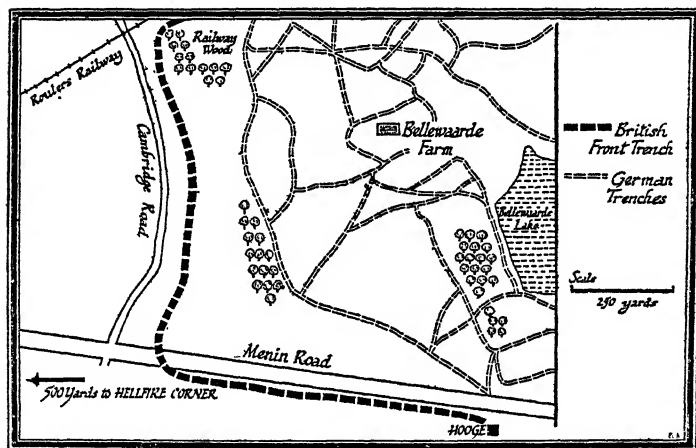 Railway
Wood
Roulers Railway
Cambridge Road
Bellewaarde
Farm
Bellewaarde
Lake
Menin Road
500 Yards to HELLFIRE CORNER
HOOGE
British
Front Trench
German
Trenches
Scale
250 yards